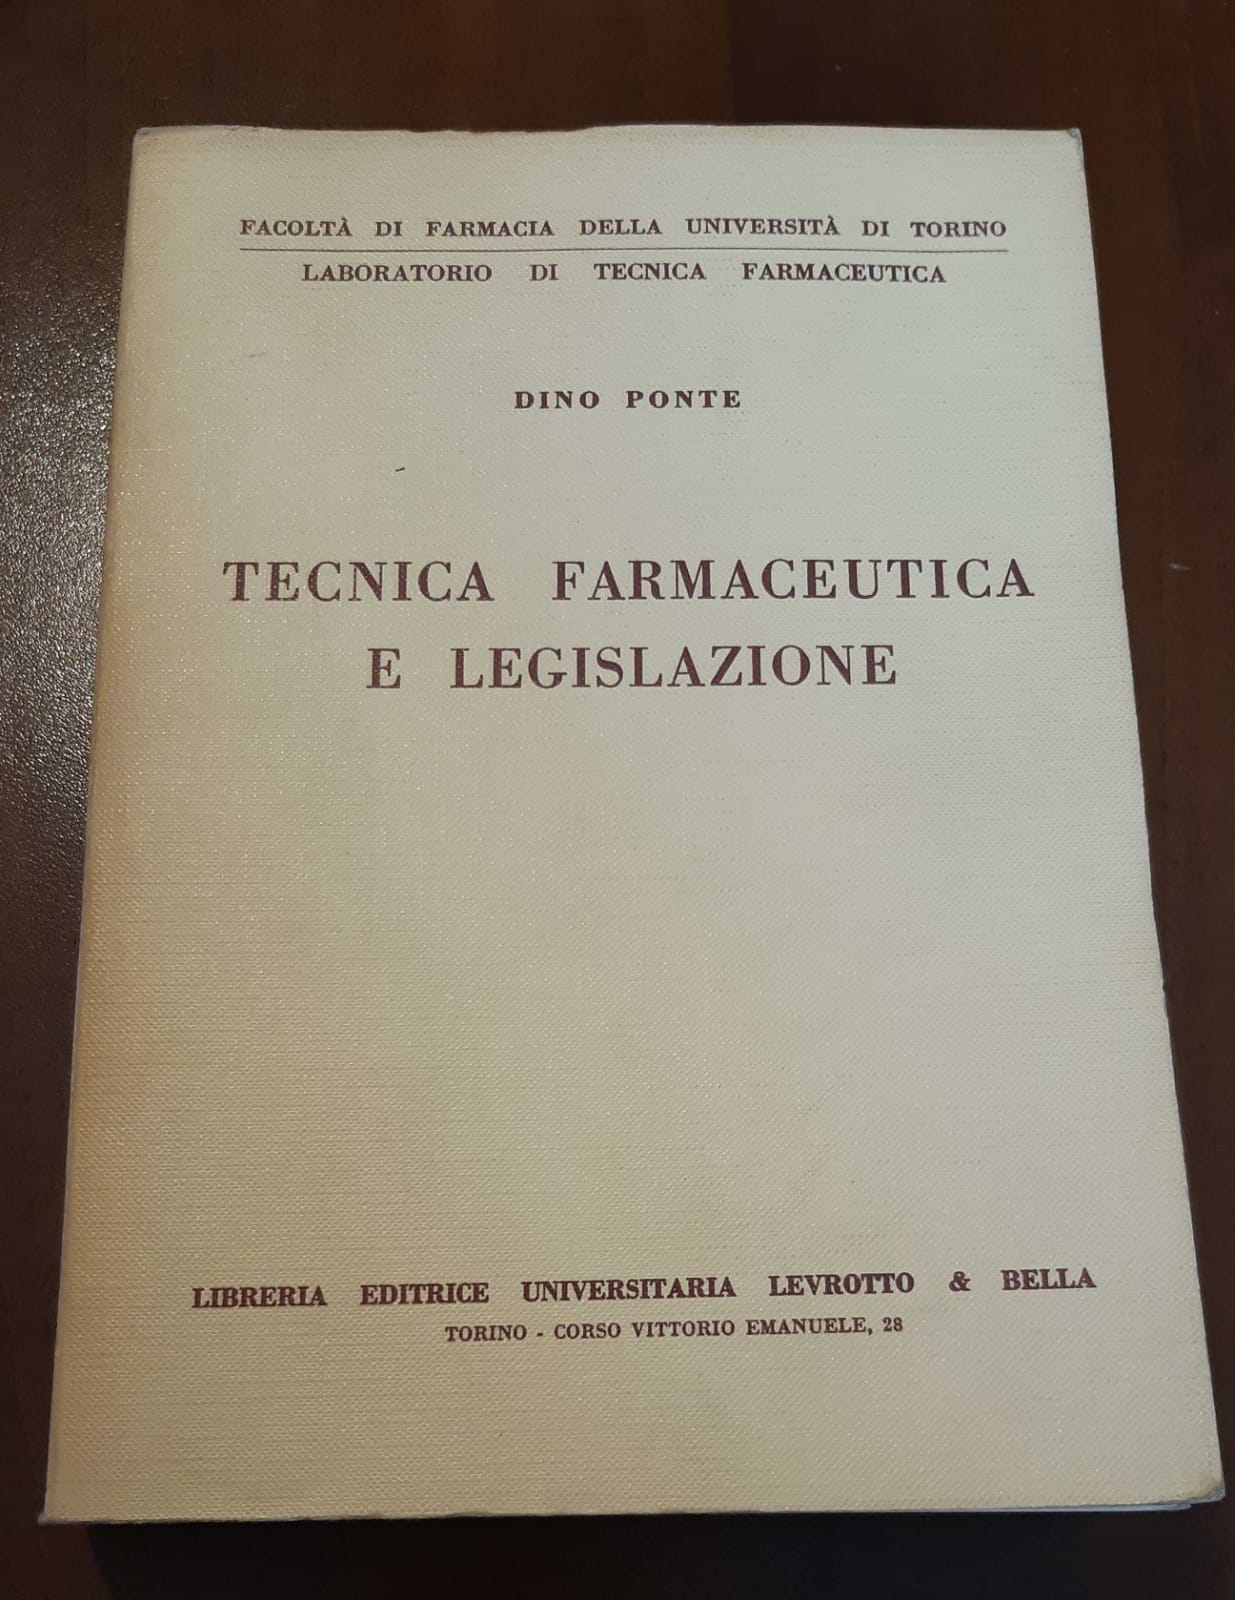 FACOLTÀ DI FARMACIA DELLA UNIVERSITÀ DI TORINO
LABORATORIO DI TECNICA FARMACEUTICA
DINO PONTE
TECNICA FARMACEUTICA
E LEGISLAZIONE
LIBRERIA EDITRICE UNIVERSITARIA LEVROTTO & BELLA
TORINO - CORSO VITTORIO EMANUELE, 28